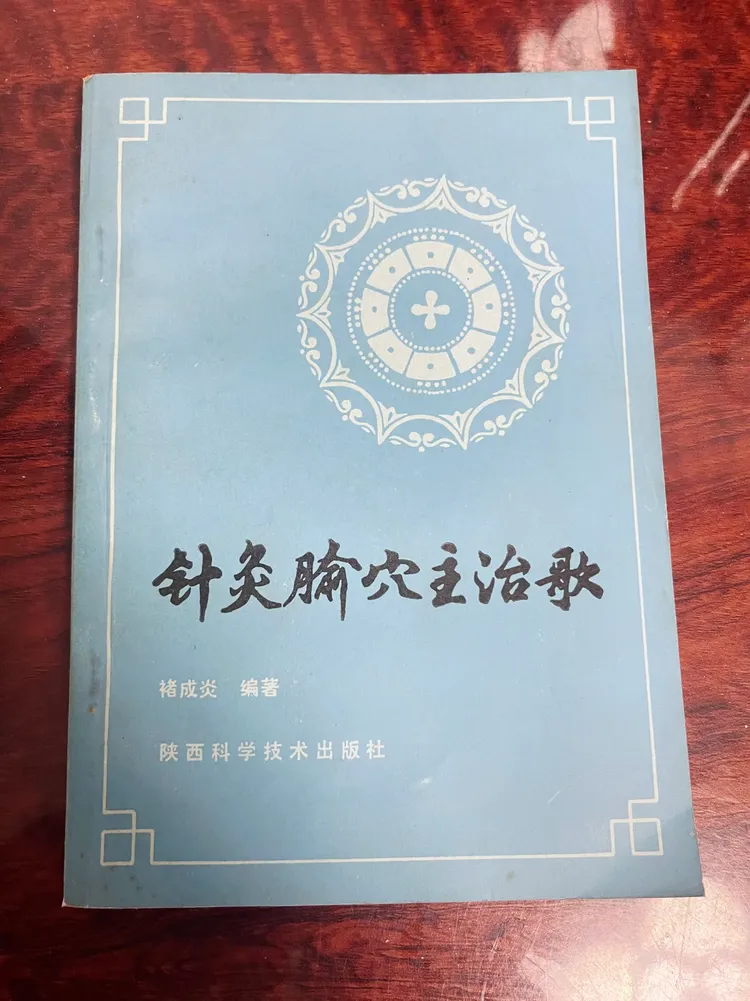 针灸腧穴主治歌
褚成炎 编著
陕西科学技术出版社